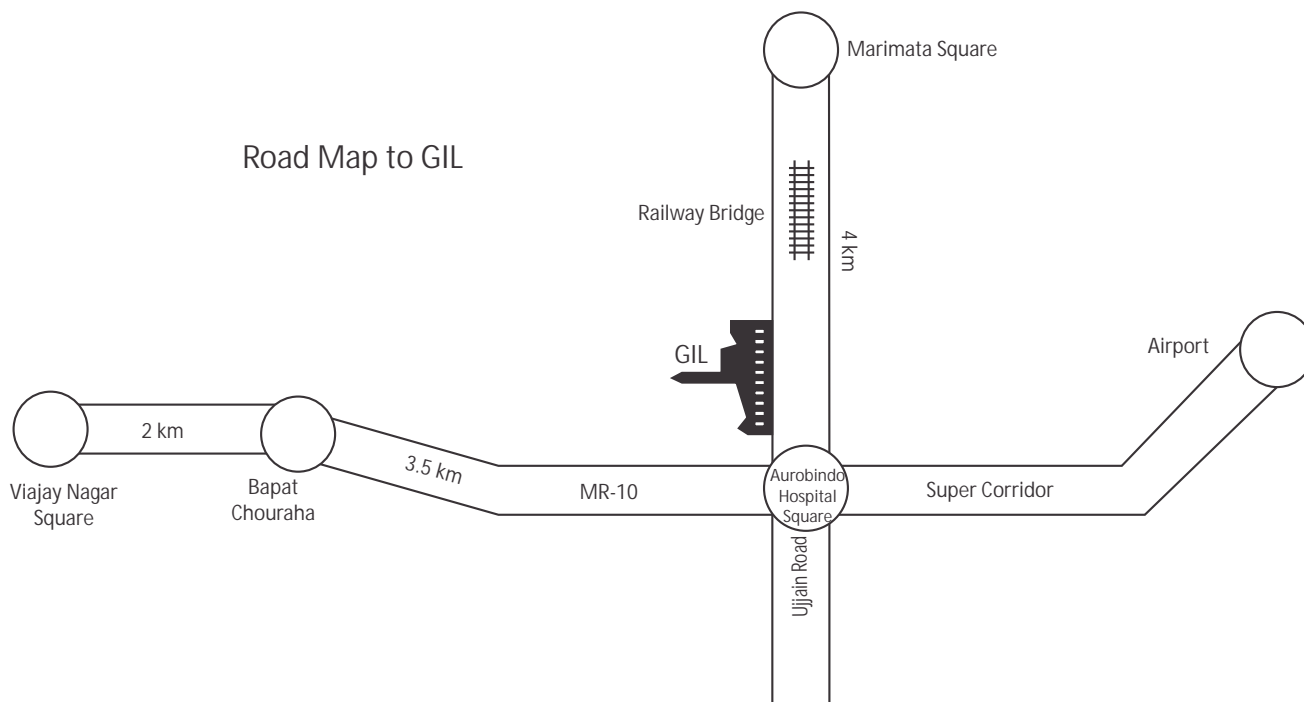 Marimata Square
Road Map to GIL
Railway Bridge
4 km
GIL
Airport
2 km
3.5 km
Viajay Nagar
Square
Bapat
Chouraha
MR-10
Aurobindo
Hospital
Square
Super Corridor
Ujjain Road